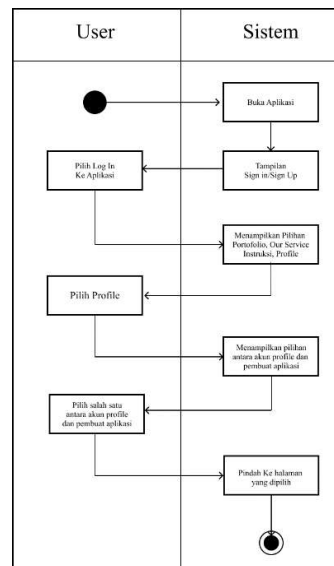 User
Sistem
Buka Aplikasi
Tampilan
Sign in/Sign Up
Pilih Log In
Ke Aplikasi
Menampilkan Pilihan
Portofolio, Our Service
Instruksi, Profile
Pilih Profile
Menampilkan pilihan
antara akun profile dan
pembuat aplikasi
Pilih salah satu
antara akun profile
dan pembuat aplikasi
Pindah Ke halaman
yang dipilih